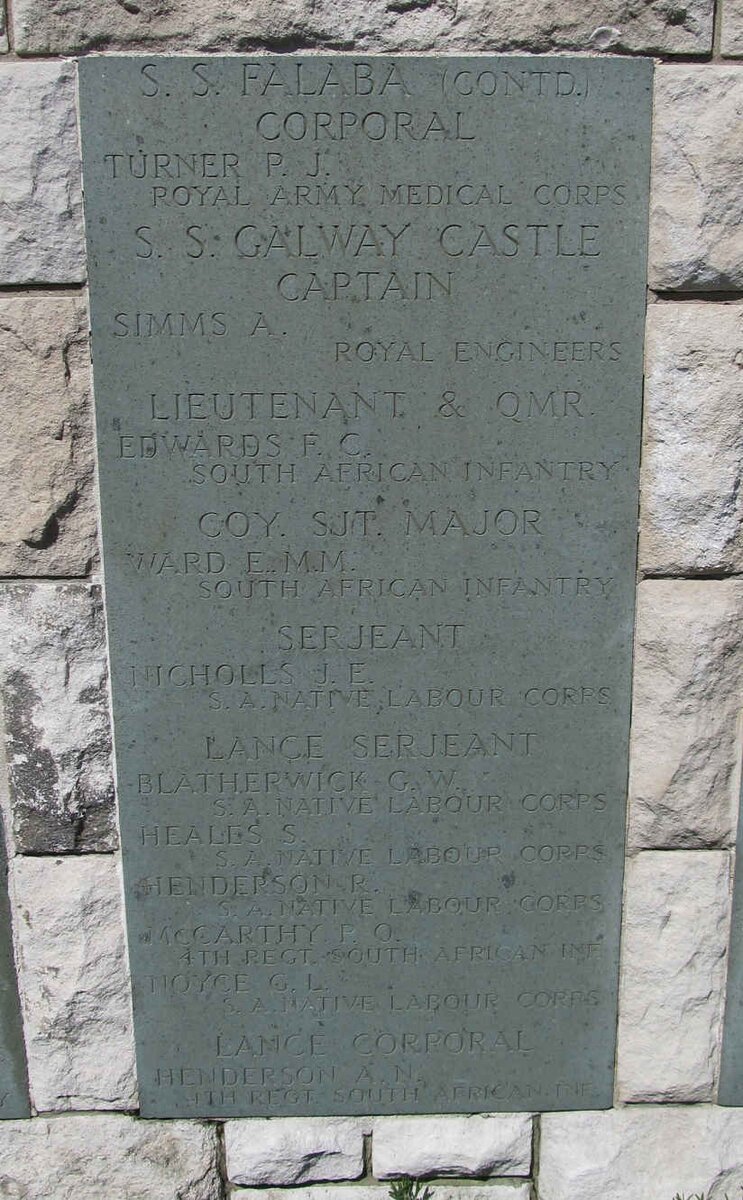 S. S. FALABA (CONTD.)
CORPORAL
TURNER P. J.
ROYAL ARMY MEDICAL CORPS
S. S. GALWAY CASTLE
CAPTAIN
SIMMS A.
ROYAL ENGINEERS
LIEUTENANT & QMR.
EDWARDS F. C.
SOUTH AFRICAN INFANTRY
COY. SJT. MAJOR
WARD E. M. M.
SOUTH AFRICAN INFANTRY
SERJEANT
NICHOLLS J. E.
S. A. NATIVE LABOUR CORPS
LANCE SERJEANT
BLATHERWICK G. W.
S. A. NATIVE LABOUR CORPS
HEALES S.
S. A. NATIVE LABOUR CORPS
HENDERSON R.
S. A. NATIVE LABOUR CORPS
McCARTHY P. O.
4TH REGT. SOUTH AFRICAN INF.
NOYCE G. L.
S. A. NATIVE LABOUR CORPS
LANCE CORPORAL
HENDERSON A. N.
4TH REGT. SOUTH AFRICAN INF.